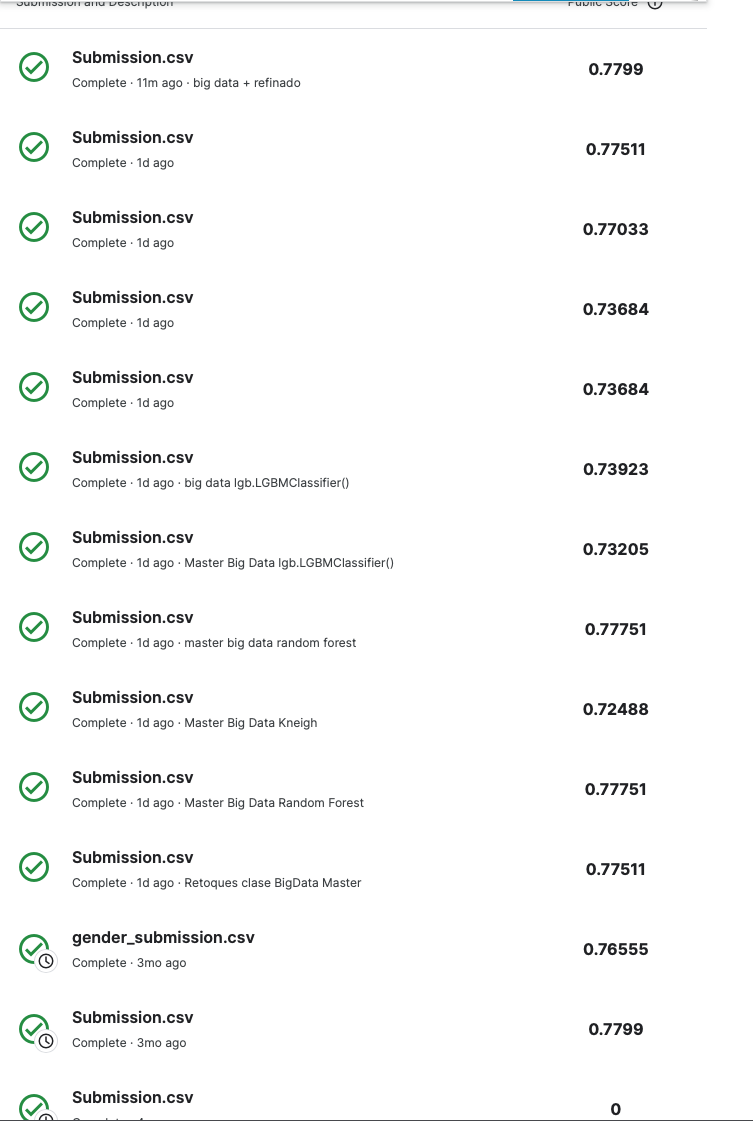 Submission and Description Public Score
Submission.csv
0.7799
Complete · 11m ago · big data + refinado
Submission.csv
0.77511
Complete · 1d ago
Submission.csv
0.77033
Complete · 1d ago
Submission.csv
0.73684
Complete · 1d ago
Submission.csv
0.73684
Complete · 1d ago
Submission.csv
0.73923
Complete · 1d ago · big data lgb.LGBMClassifier()
Submission.csv
0.73205
Complete · 1d ago · Master Big Data lgb.LGBMClassifier()
Submission.csv
0.77751
Complete · 1d ago · master big data random forest
Submission.csv
0.72488
Complete · 1d ago · Master Big Data Kneigh
Submission.csv
0.77751
Complete · 1d ago · Master Big Data Random Forest
Submission.csv
0.77511
Complete · 1d ago · Retoques clase BigData Master
gender_submission.csv
0.76555
Complete · 3mo ago
Submission.csv
0.7799
Complete · 3mo ago
Submission.csv
0